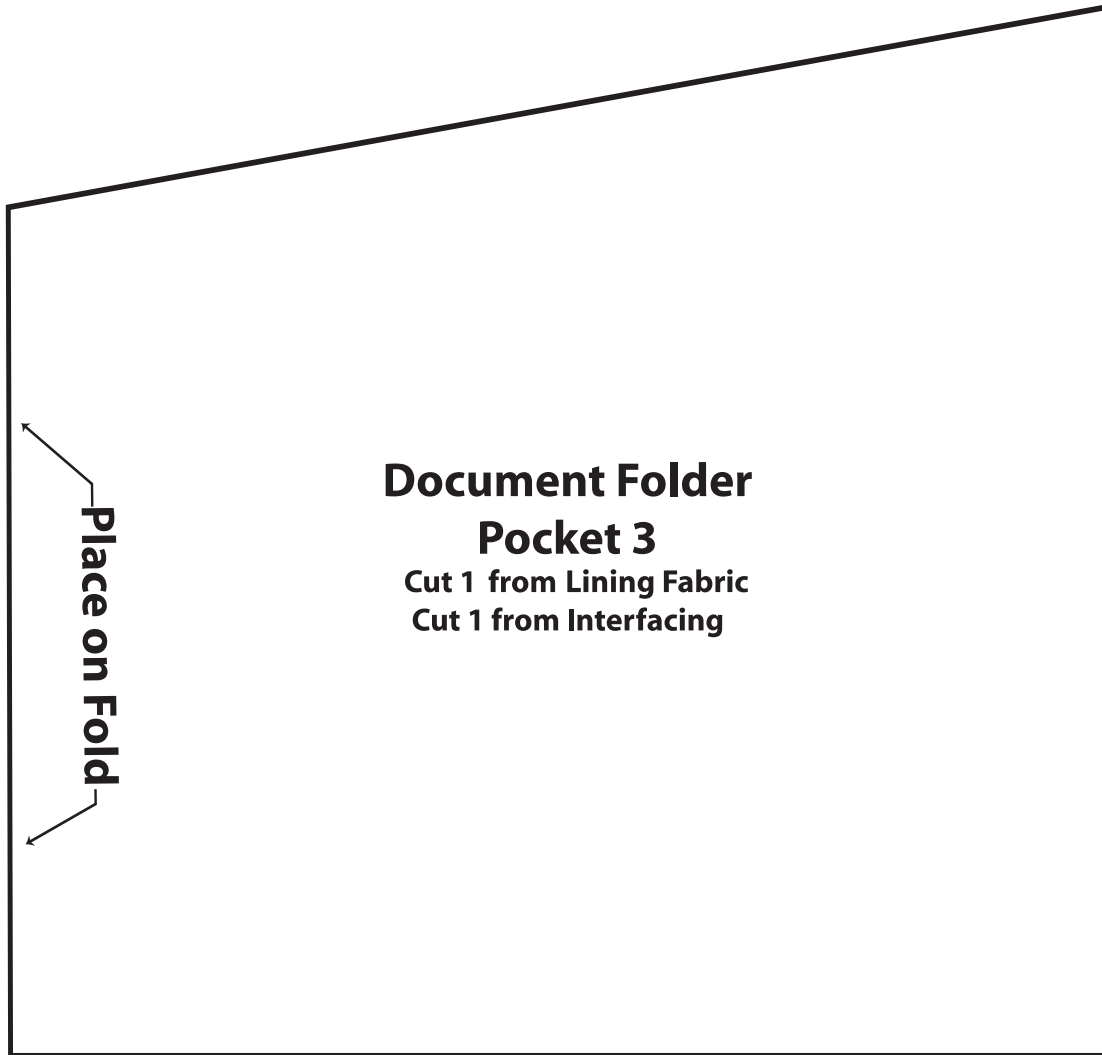 Document Folder
Pocket 3
Cut 1 from Lining Fabric
Cut 1 from Interfacing
Place on Fold